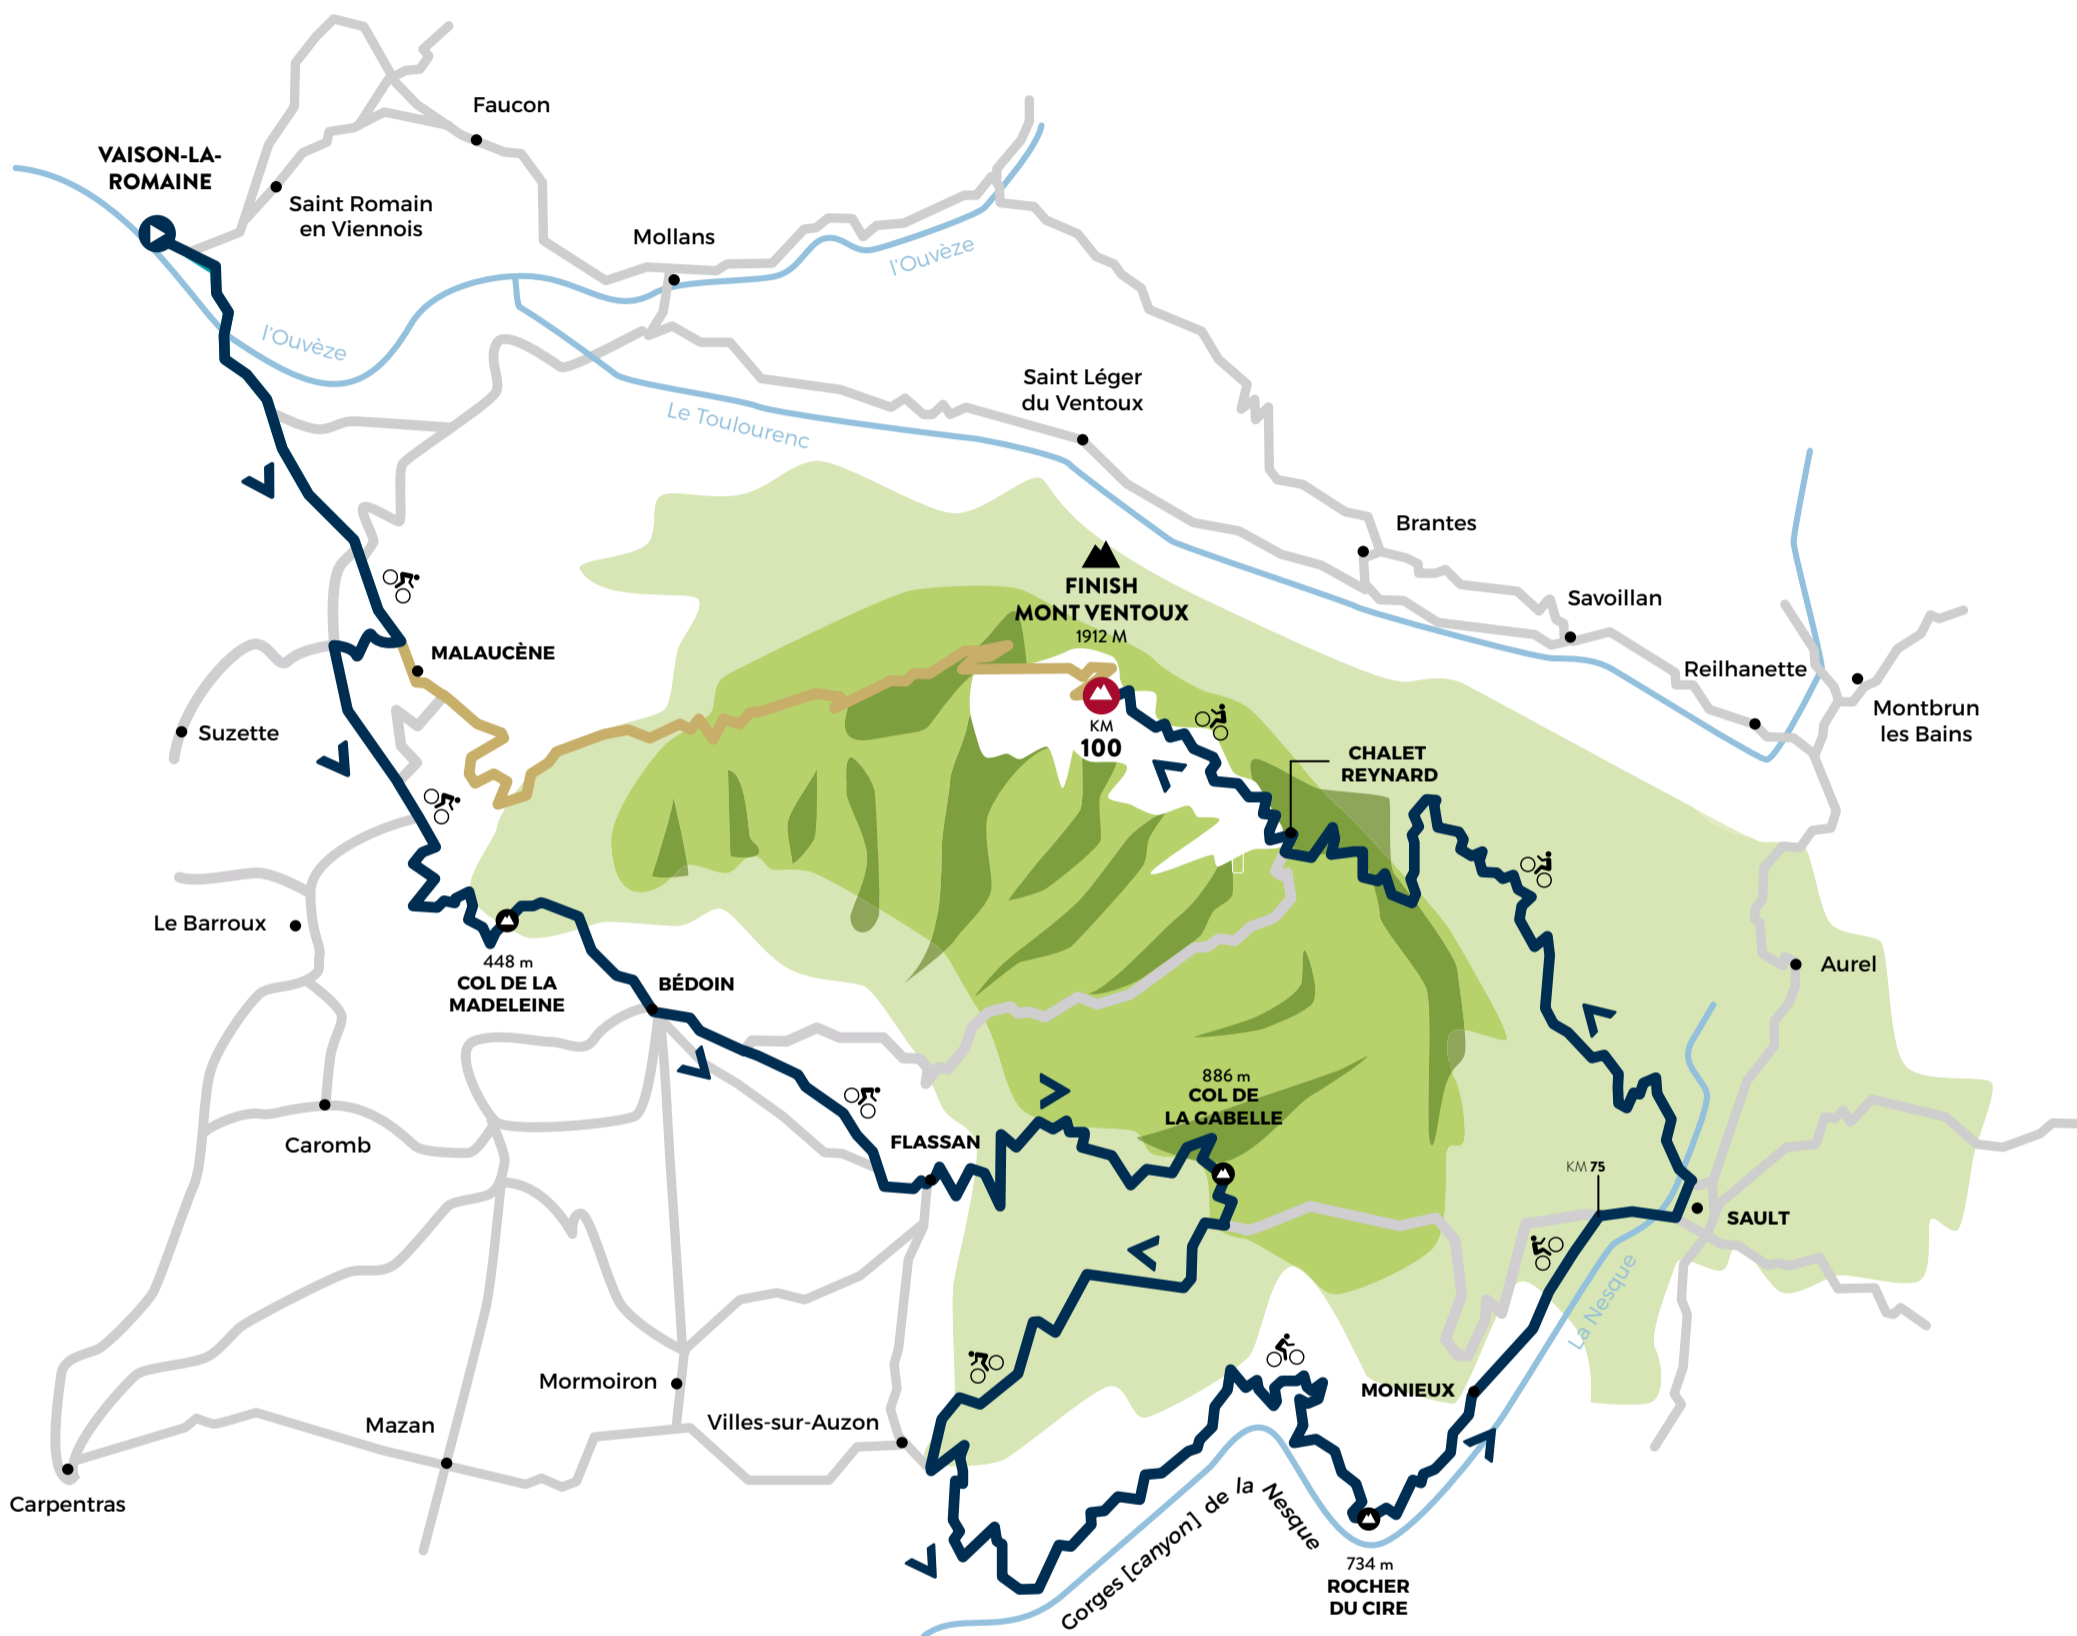 Faucon
VAISON-LA-
ROMAINE
Saint Romain
en Viennois
Mollans
l'Ouvèze
l'Ouvèze
Saint Léger
du Ventoux
Le Toulourenc
Brantes
FINISH
MONT VENTOUX
1912 M
Savoillan
MALAUCÈNE
Reilhanette
Montbrun
les Bains
Suzette
KM
100
CHALET
REYNARD
Le Barroux
448 m
COL DE LA
MADELEINE
BÉDOIN
Aurel
886 m
COL DE
LA GABELLE
Caromb
FLASSAN
KM 75
SAULT
La Nesque
Mormoiron
MONIEUX
Mazan
Villes-sur-Auzon
Carpentras
Gorges [canyon] de la Nesque
734 m
ROCHER
DU CIRE